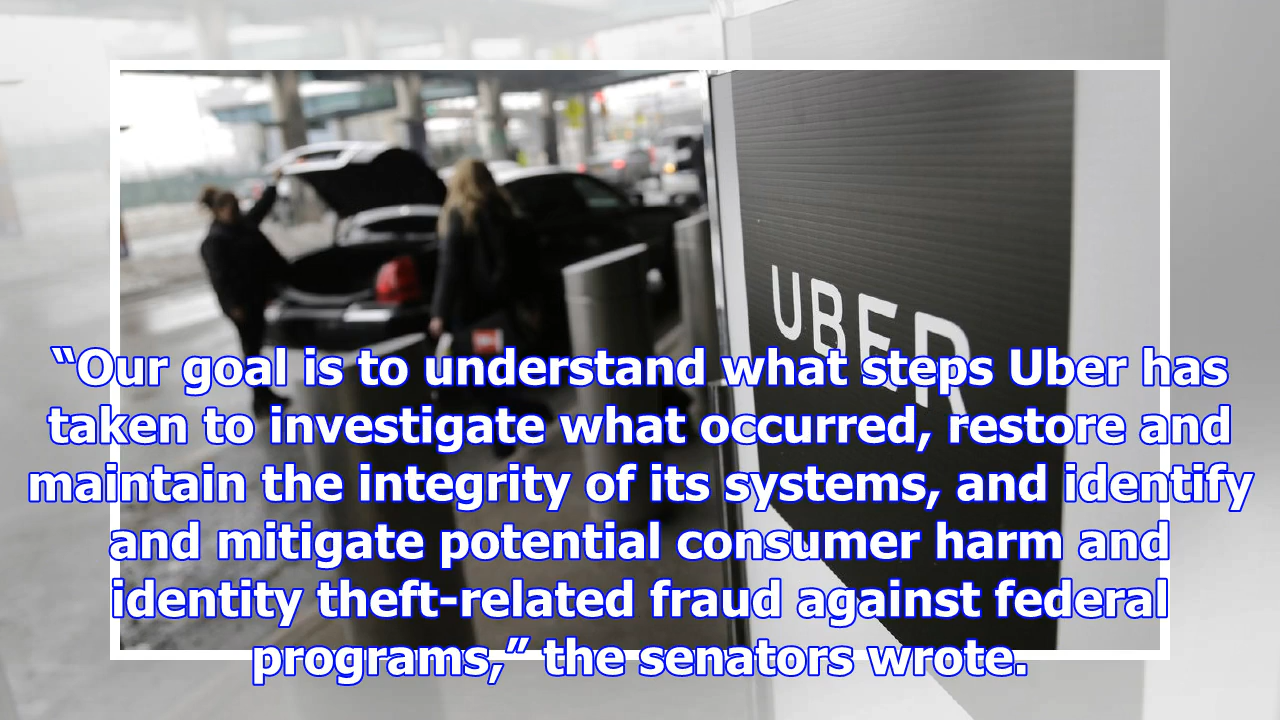 UBER
“Our goal is to understand what steps Uber has
taken to investigate what occurred, restore and
maintain the integrity of its systems, and identify
and mitigate potential consumer harm and
identity theft-related fraud against federal
programs,” the senators wrote.